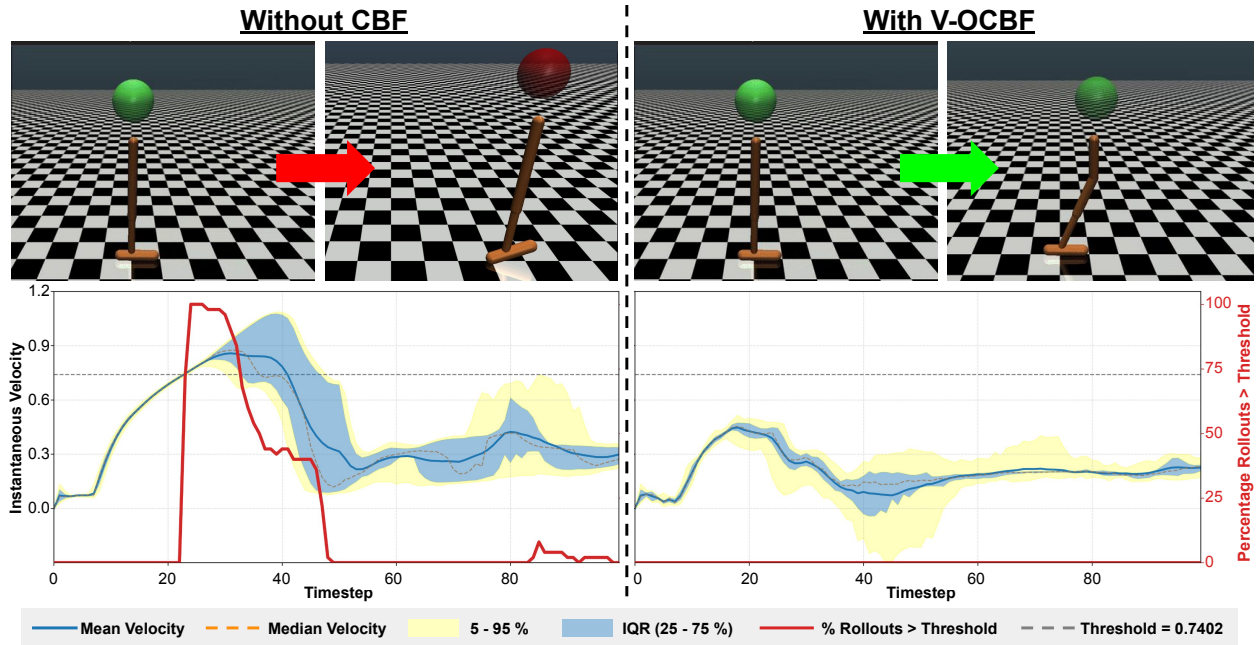 Without CBF
With V-OCBF
1.2
0.9
0.6
0.3
0.0
Instantaneous Velocity
0
20
40
60
80
Timestep
0
20
40
60
80
Timestep
100
75
50
25
0
Percentage Rollouts > Threshold
Mean Velocity Median Velocity 5 - 95 % IQR (25 - 75 %) % Rollouts > Threshold Threshold = 0.7402